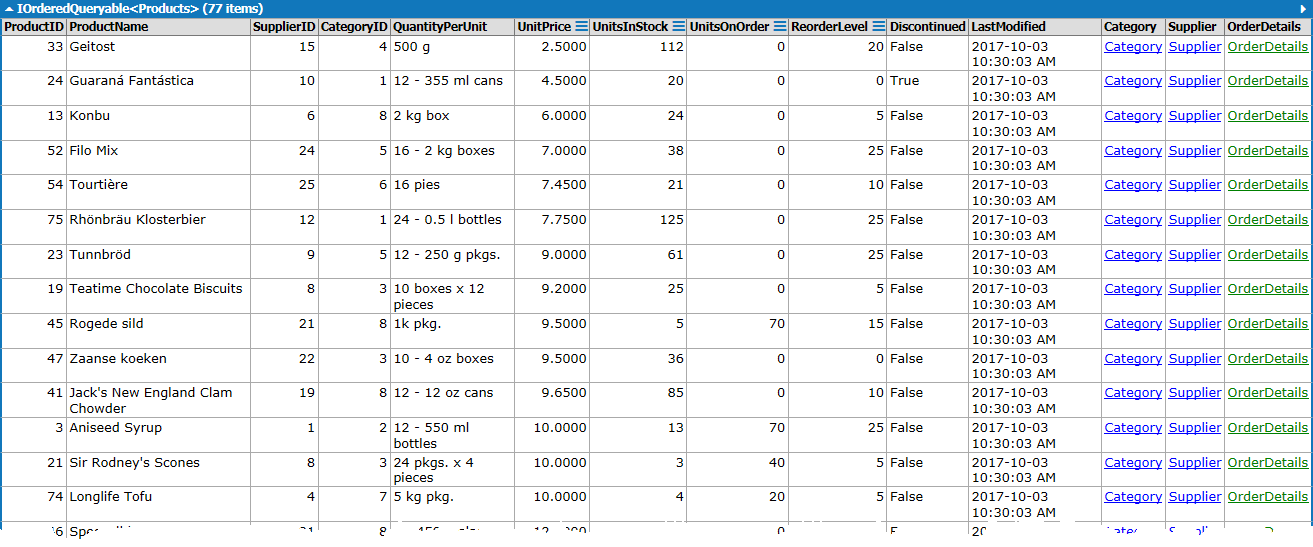 IOrderedQueryable<Products> (77 items)
ProductID ProductName SupplierID CategoryID QuantityPerUnit UnitPrice UnitsInStock UnitsOnOrder ReorderLevel Discontinued LastModified Category Supplier OrderDetails
33 Geitost 15 4 500 g 2.5000 112 0 20 False 2017-10-03 Category Supplier OrderDetails
10:30:03 AM
24 Guaraná Fantástica 10 1 12 - 355 ml cans 4.5000 20 0 0 True 2017-10-03 Category Supplier OrderDetails
10:30:03 AM
13 Konbu 6 8 2 kg box 6.0000 24 0 5 False 2017-10-03 Category Supplier OrderDetails
10:30:03 AM
52 Filo Mix 24 5 16 - 2 kg boxes 7.0000 38 0 25 False 2017-10-03 Category Supplier OrderDetails
10:30:03 AM
54 Tourtière 25 6 16 pies 7.4500 21 0 10 False 2017-10-03 Category Supplier OrderDetails
10:30:03 AM
75 Rhönbräu Klosterbier 12 1 24 - 0.5 l bottles 7.7500 125 0 25 False 2017-10-03 Category Supplier OrderDetails
10:30:03 AM
23 Tunnbröd 9 5 12 - 250 g pkgs. 9.0000 61 0 25 False 2017-10-03 Category Supplier OrderDetails
10:30:03 AM
19 Teatime Chocolate Biscuits 8 3 10 boxes x 12 9.2000 25 0 5 False 2017-10-03 Category Supplier OrderDetails
pieces 10:30:03 AM
45 Rogede sild 21 8 1k pkg. 9.5000 5 70 15 False 2017-10-03 Category Supplier OrderDetails
10:30:03 AM
47 Zaanse koeken 22 3 10 - 4 oz boxes 9.5000 36 0 0 False 2017-10-03 Category Supplier OrderDetails
10:30:03 AM
41 Jack's New England Clam 19 8 12 - 12 oz cans 9.6500 85 0 10 False 2017-10-03 Category Supplier OrderDetails
Chowder 10:30:03 AM
3 Aniseed Syrup 1 2 12 - 550 ml 10.0000 13 70 25 False 2017-10-03 Category Supplier OrderDetails
bottles 10:30:03 AM
21 Sir Rodney's Scones 8 3 24 pkgs. x 4 10.0000 3 40 5 False 2017-10-03 Category Supplier OrderDetails
pieces 10:30:03 AM
74 Longlife Tofu 4 7 5 kg pkg. 10.0000 4 20 5 False 2017-10-03 Category Supplier OrderDetails
10:30:03 AM